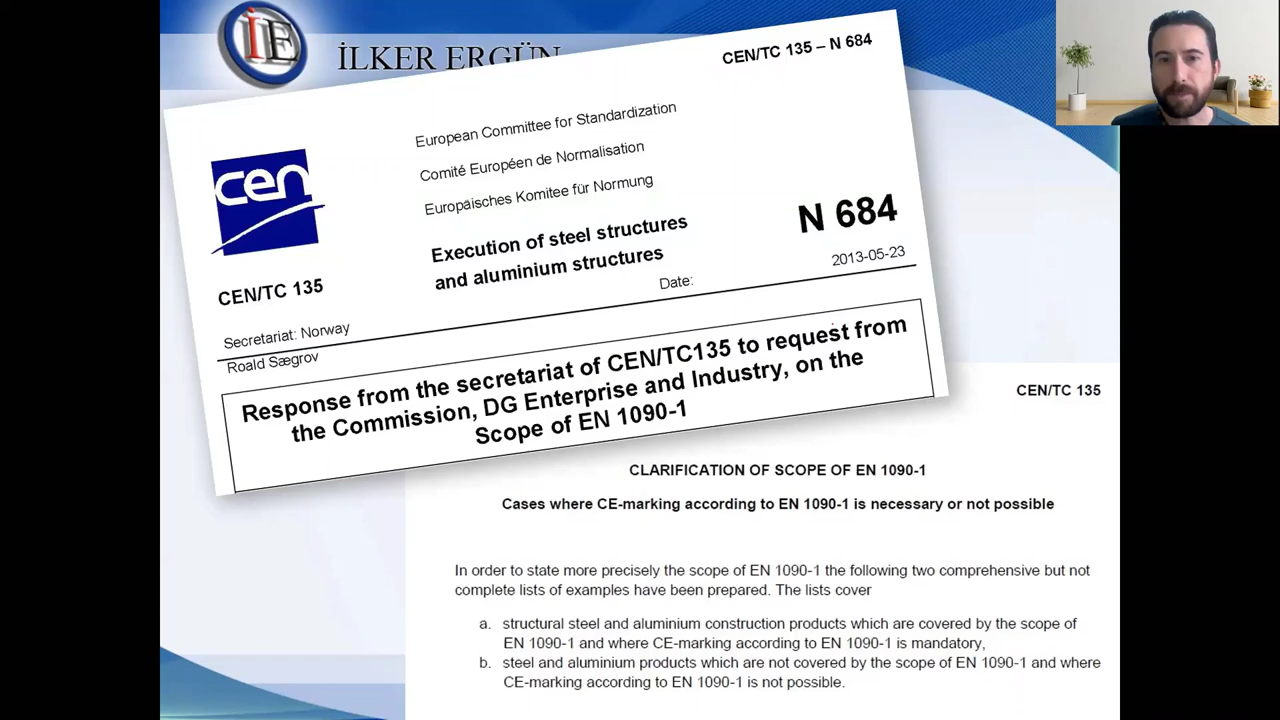 İE
İLKER ERGÜN
CEN/TC 135 – N 684
cen
European Committee for Standardization
Comité Européen de Normalisation
Europäisches Komitee für Normung
Execution of steel structures
and aluminium structures
N 684
CEN/TC 135
Date:
2013-05-23
Secretariat: Norway
Roald Sægrov
Response from the secretariat of CEN/TC135 to request from
the Commission, DG Enterprise and Industry, on the
Scope of EN 1090-1
CEN/TC 135
CLARIFICATION OF SCOPE OF EN 1090-1
Cases where CE-marking according to EN 1090-1 is necessary or not possible
In order to state more precisely the scope of EN 1090-1 the following two comprehensive but not
complete lists of examples have been prepared. The lists cover
a. structural steel and aluminium construction products which are covered by the scope of
EN 1090-1 and where CE-marking according to EN 1090-1 is mandatory,
b. steel and aluminium products which are not covered by the scope of EN 1090-1 and where
CE-marking according to EN 1090-1 is not possible.